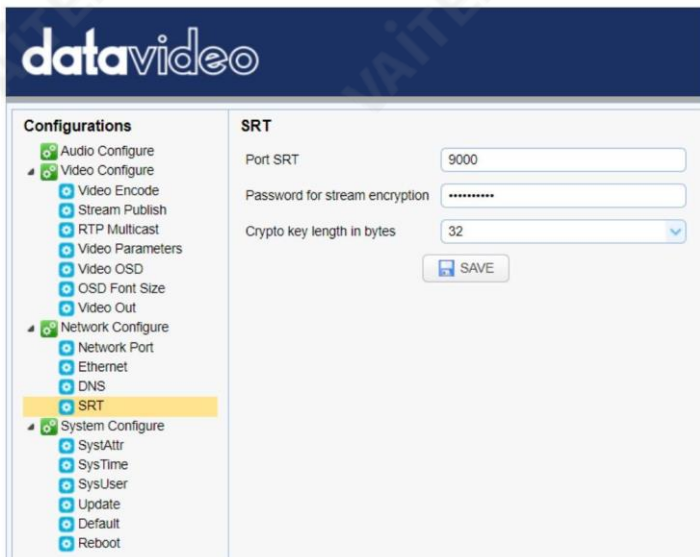 datavideo
Configurations
Audio Configure
Video Configure
Video Encode
Stream Publish
RTP Multicast
Video Parameters
Video OSD
OSD Font Size
Video Out
Network Configure
Network Port
Ethernet
DNS
SRT
System Configure
SystAttr
SysTime
SysUser
Update
Default
Reboot
SRT
Port SRT 9000
Password for stream encryption ••••••••••
Crypto key length in bytes 32
SAVE